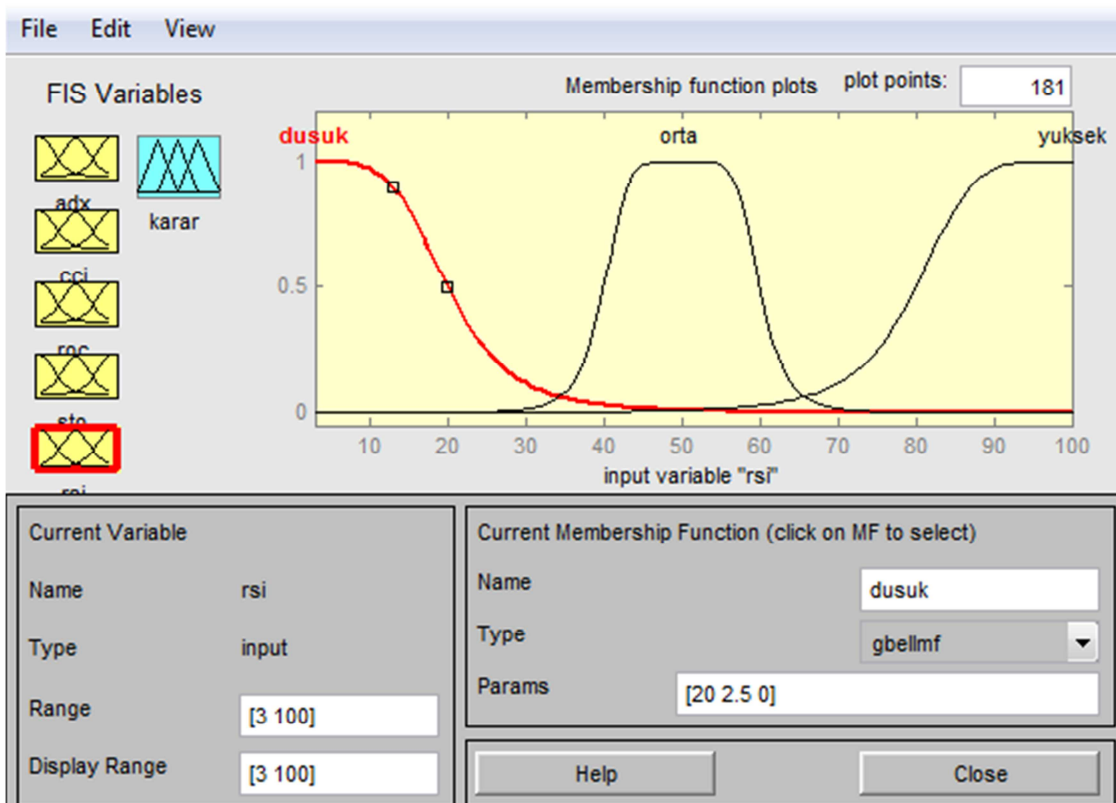 File Edit View
FIS Variables
Membership function plots plot points: 181
adx
karar
cci
roc
sto
rsi
dusuk orta yuksek
1
0.5
0
10 20 30 40 50 60 70 80 90 100
input variable "rsi"
Current Variable
Name rsi
Type input
Range [3 100]
Display Range [3 100]
Current Membership Function (click on MF to select)
Name dusuk
Type gbellmf
Params [20 2.5 0]
Help Close